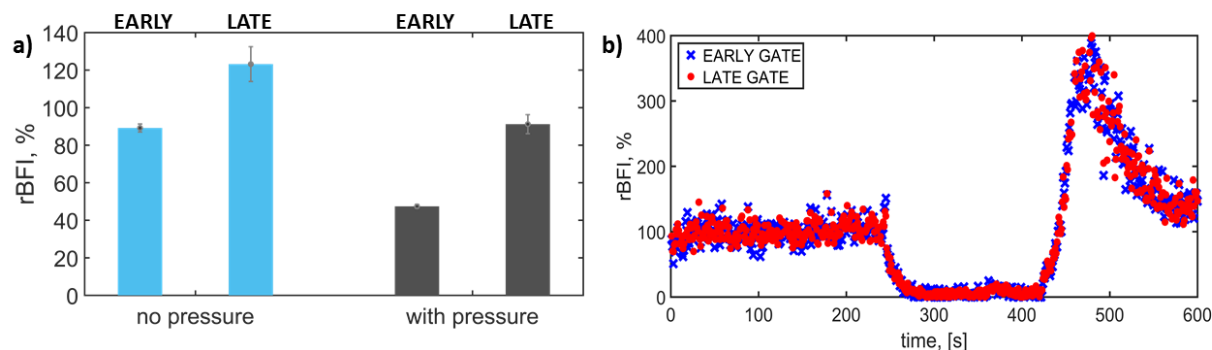 a)
EARLY LATE EARLY LATE
140
120
100
80
60
40
20
0
rBFI, %
no pressure with pressure
b)
400
300
200
100
0
rBFI, %
EARLY GATE
LATE GATE
0 100 200 300 400 500 600
time, [s]